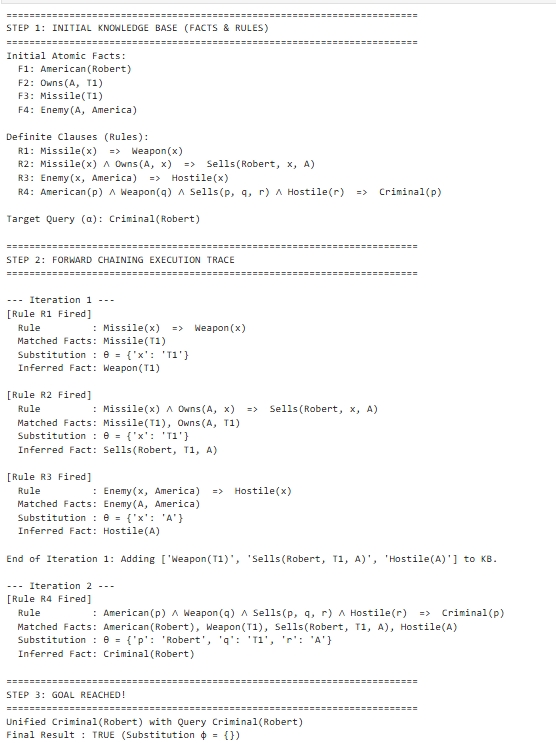 ========================================================================
STEP 1: INITIAL KNOWLEDGE BASE (FACTS & RULES)
========================================================================
Initial Atomic Facts:
  F1: American(Robert)
  F2: Owns(A, T1)
  F3: Missile(T1)
  F4: Enemy(A, America)

Definite Clauses (Rules):
  R1: Missile(x)  =>  Weapon(x)
  R2: Missile(x) ∧ Owns(A, x)  =>  Sells(Robert, x, A)
  R3: Enemy(x, America)  =>  Hostile(x)
  R4: American(p) ∧ Weapon(q) ∧ Sells(p, q, r) ∧ Hostile(r)  =>  Criminal(p)

Target Query (α): Criminal(Robert)

========================================================================
STEP 2: FORWARD CHAINING EXECUTION TRACE
========================================================================

--- Iteration 1 ---
[Rule R1 Fired]
  Rule         : Missile(x)  =>  Weapon(x)
  Matched Facts: Missile(T1)
  Substitution : θ = {'x': 'T1'}
  Inferred Fact: Weapon(T1)

[Rule R2 Fired]
  Rule         : Missile(x) ∧ Owns(A, x)  =>  Sells(Robert, x, A)
  Matched Facts: Missile(T1), Owns(A, T1)
  Substitution : θ = {'x': 'T1'}
  Inferred Fact: Sells(Robert, T1, A)

[Rule R3 Fired]
  Rule         : Enemy(x, America)  =>  Hostile(x)
  Matched Facts: Enemy(A, America)
  Substitution : θ = {'x': 'A'}
  Inferred Fact: Hostile(A)

End of Iteration 1: Adding ['Weapon(T1)', 'Sells(Robert, T1, A)', 'Hostile(A)'] to KB.

--- Iteration 2 ---
[Rule R4 Fired]
  Rule         : American(p) ∧ Weapon(q) ∧ Sells(p, q, r) ∧ Hostile(r)  =>  Criminal(p)
  Matched Facts: American(Robert), Weapon(T1), Sells(Robert, T1, A), Hostile(A)
  Substitution : θ = {'p': 'Robert', 'q': 'T1', 'r': 'A'}
  Inferred Fact: Criminal(Robert)

========================================================================
STEP 3: GOAL REACHED!
========================================================================
Unified Criminal(Robert) with Query Criminal(Robert)
Final Result : TRUE (Substitution ϕ = {})